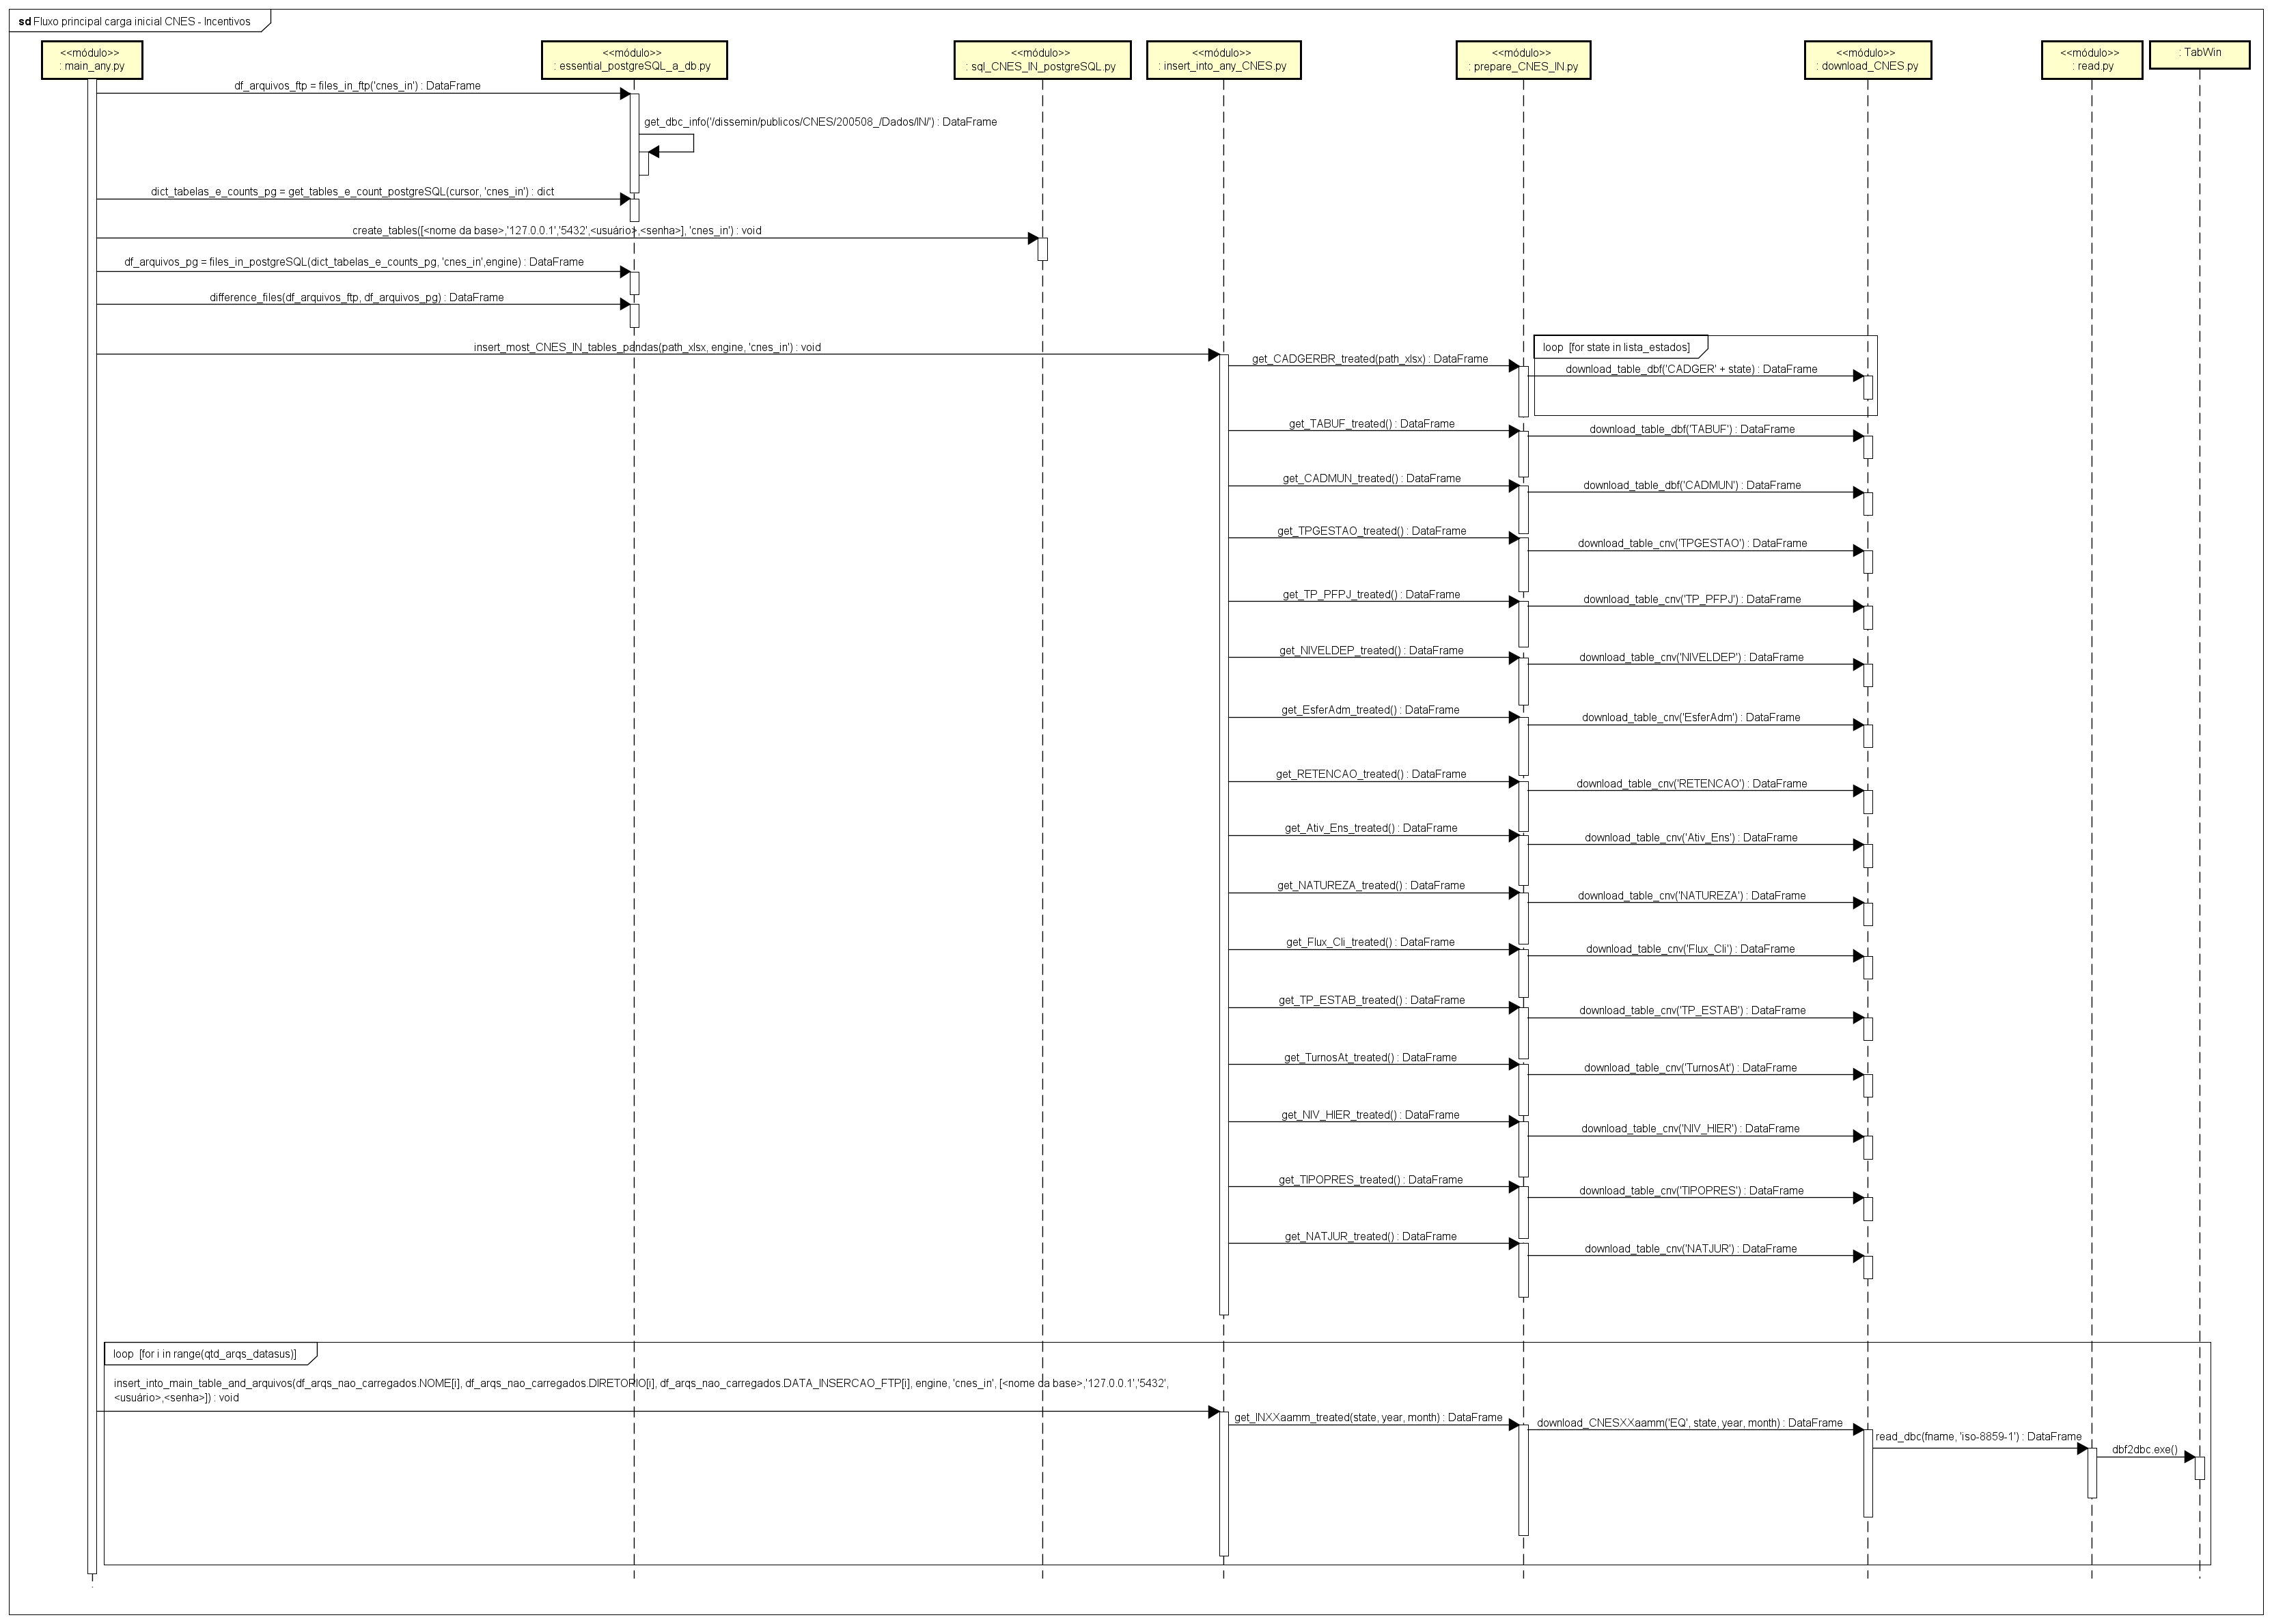 sd Fluxo principal carga inicial CNES - Incentivos
<<módulo>>
: main_any.py
<<módulo>>
: essential_postgreSQL_a_db.py
<<módulo>>
: sql_CNES_IN_postgreSQL.py
<<módulo>>
: insert_into_any_CNES.py
<<módulo>>
: prepare_CNES_IN.py
<<módulo>>
: download_CNES.py
<<módulo>>
: read.py
: TabWin
df_arquivos_ftp = files_in_ftp('cnes_in') : DataFrame
get_dbc_info('/dissemin/publicos/CNES/200508_/Dados/IN/') : DataFrame
dict_tabelas_e_counts_pg = get_tables_e_count_postgreSQL(cursor, 'cnes_in') : dict
create_tables([<nome da base>,'127.0.0.1','5432',<usuário>,<senha>], 'cnes_in') : void
df_arquivos_pg = files_in_postgreSQL(dict_tabelas_e_counts_pg, 'cnes_in',engine) : DataFrame
difference_files(df_arquivos_ftp, df_arquivos_pg) : DataFrame
insert_most_CNES_IN_tables_pandas(path_xlsx, engine, 'cnes_in') : void
loop [for state in lista_estados]
get_CADGERBR_treated(path_xlsx) : DataFrame
download_table_dbf('CADGER' + state) : DataFrame
get_TABUF_treated() : DataFrame
download_table_dbf('TABUF') : DataFrame
get_CADMUN_treated() : DataFrame
download_table_dbf('CADMUN') : DataFrame
get_TPGESTAO_treated() : DataFrame
download_table_cnv('TPGESTAO') : DataFrame
get_TP_PFPJ_treated() : DataFrame
download_table_cnv('TP_PFPJ') : DataFrame
get_NIVELDEP_treated() : DataFrame
download_table_cnv('NIVELDEP') : DataFrame
get_EsferAdm_treated() : DataFrame
download_table_cnv('EsferAdm') : DataFrame
get_RETENCAO_treated() : DataFrame
download_table_cnv('RETENCAO') : DataFrame
get_Ativ_Ens_treated() : DataFrame
download_table_cnv('Ativ_Ens') : DataFrame
get_NATUREZA_treated() : DataFrame
download_table_cnv('NATUREZA') : DataFrame
get_Flux_Cli_treated() : DataFrame
download_table_cnv('Flux_Cli') : DataFrame
get_TP_ESTAB_treated() : DataFrame
download_table_cnv('TP_ESTAB') : DataFrame
get_TurnosAt_treated() : DataFrame
download_table_cnv('TurnosAt') : DataFrame
get_NIV_HIER_treated() : DataFrame
download_table_cnv('NIV_HIER') : DataFrame
get_TIPOPRES_treated() : DataFrame
download_table_cnv('TIPOPRES') : DataFrame
get_NATJUR_treated() : DataFrame
download_table_cnv('NATJUR') : DataFrame
loop [for i in range(qtd_arqs_datasus)]
insert_into_main_table_and_arquivos(df_arqs_nao_carregados.NOME[i], df_arqs_nao_carregados.DIRETORIO[i], df_arqs_nao_carregados.DATA_INSERCAO_FTP[i], engine, 'cnes_in', [<nome da base>,'127.0.0.1','5432',
<usuário>,<senha>]) : void
get_INXXaamm_treated(state, year, month) : DataFrame
download_CNESXXaamm('EQ', state, year, month) : DataFrame
read_dbc(fname, 'iso-8859-1') : DataFrame
dbf2dbc.exe()